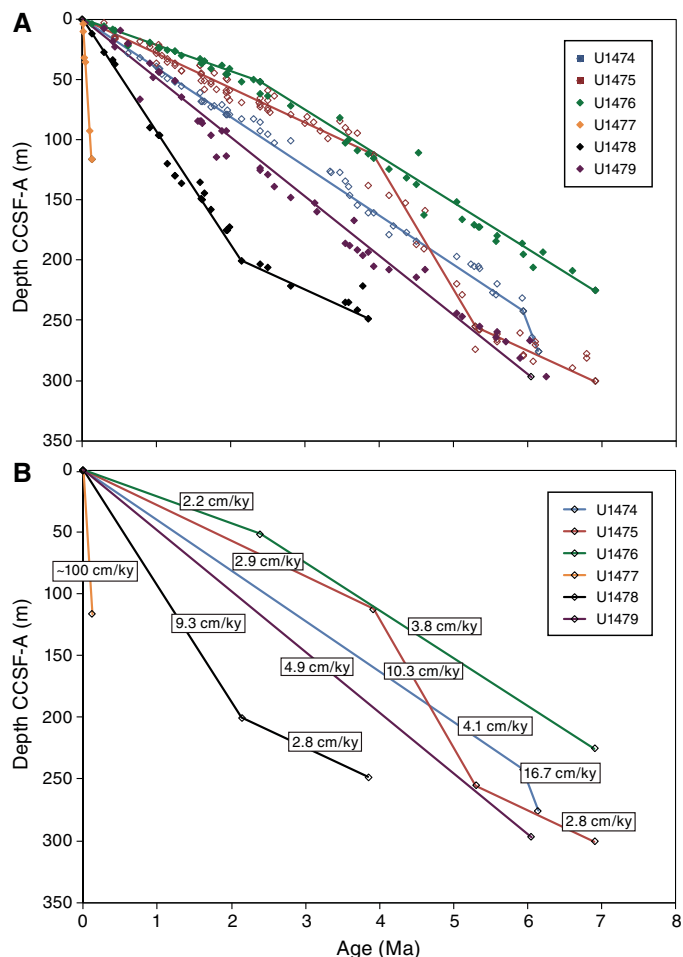 A
0
50
100
150
200
250
300
350
Depth CCSF-A (m)
U1474
U1475
U1476
U1477
U1478
U1479
B
0
50
100
150
200
250
300
350
Depth CCSF-A (m)
U1474
U1475
U1476
U1477
U1478
U1479
2.2 cm/ky
2.9 cm/ky
~100 cm/ky
9.3 cm/ky
3.8 cm/ky
4.9 cm/ky
10.3 cm/ky
4.1 cm/ky
2.8 cm/ky
16.7 cm/ky
2.8 cm/ky
0 1 2 3 4 5 6 7 8
Age (Ma)